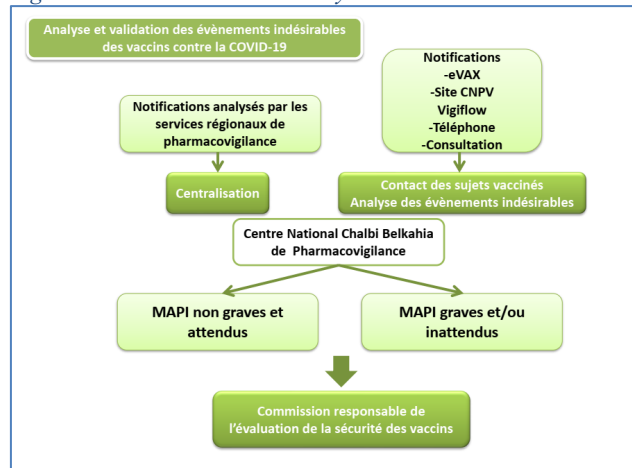 Analyse et validation des évènements indésirables
des vaccins contre la COVID-19
Notifications
-eVAX
-Site CNPV
Vigiflow
-Téléphone
-Consultation
Notifications analysés par les
services régionaux de
pharmacovigilance
Centralisation
Contact des sujets vaccinés
Analyse des évènements indésirables
Centre National Chalbi Belkahia
de Pharmacovigilance
MAPI non graves et
attendus
MAPI graves et/ou
inattendus
Commission responsable de
l'évaluation de la sécurité des vaccins